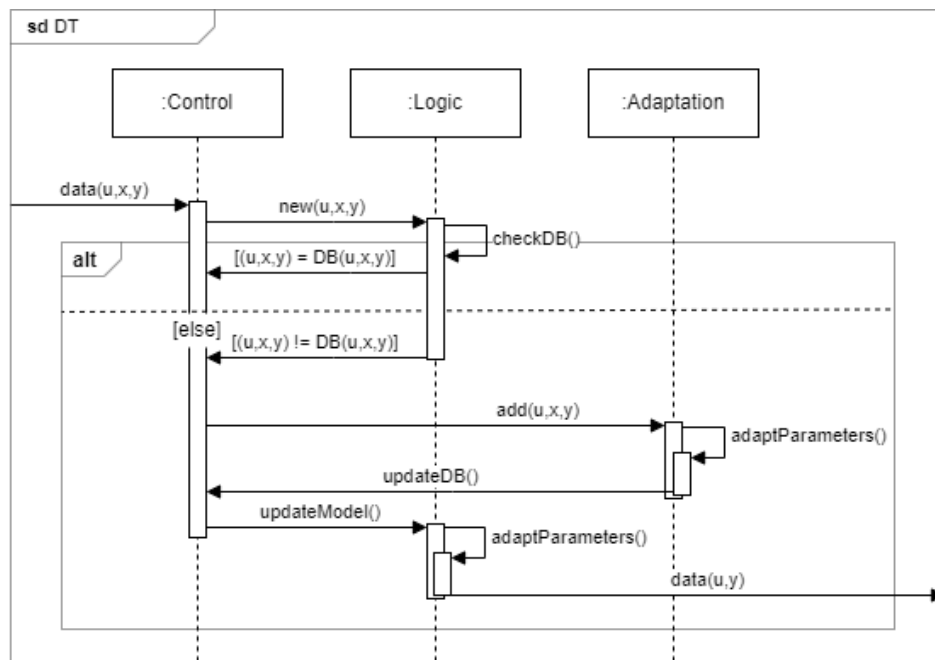 sd DT
:Control
:Logic
:Adaptation
data(u,x,y)
new(u,x,y)
checkDB()
alt
[(u,x,y) = DB(u,x,y)]
[else]
[(u,x,y) != DB(u,x,y)]
add(u,x,y)
adaptParameters()
updateDB()
updateModel()
adaptParameters()
data(u,y)